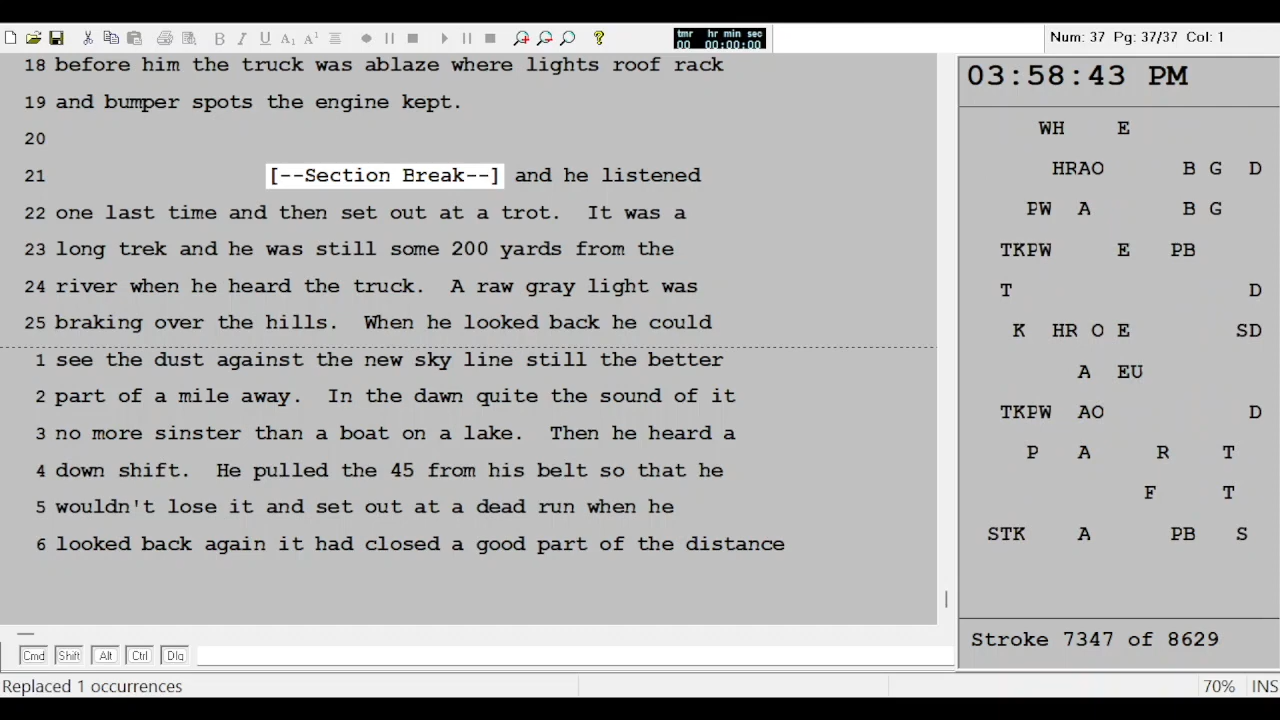 tmr hr min sec
00 00:00:00
Num: 37 Pg: 37/37 Col: 1
18 before him the truck was ablaze where lights roof rack
19 and bumper spots the engine kept.
20
21 [--Section Break--] and he listened
22 one last time and then set out at a trot. It was a
23 long trek and he was still some 200 yards from the
24 river when he heard the truck. A raw gray light was
25 braking over the hills. When he looked back he could
1 see the dust against the new sky line still the better
2 part of a mile away. In the dawn quite the sound of it
3 no more sinster than a boat on a lake. Then he heard a
4 down shift. He pulled the 45 from his belt so that he
5 wouldn't lose it and set out at a dead run when he
6 looked back again it had closed a good part of the distance
03:58:43 PM
WH E
HRAO B G D
PW A B G
TKPW E PB
T D
K HR O E SD
A EU
TKPW AO D
P A R T
F T
STK A PB S
Stroke 7347 of 8629
Cmd Shift Alt Ctrl Dlg
Replaced 1 occurrences
70% INS